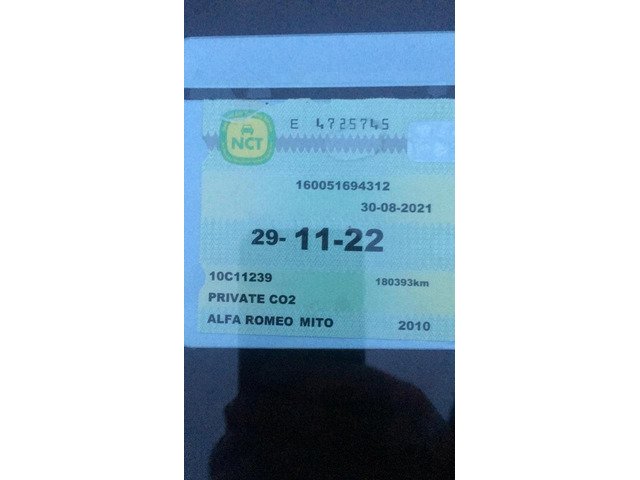 NCT
E 4725745
160051694312
30-08-2021
29- 11-22
10C11239
180393km
PRIVATE CO2
ALFA ROMEO MITO 2010